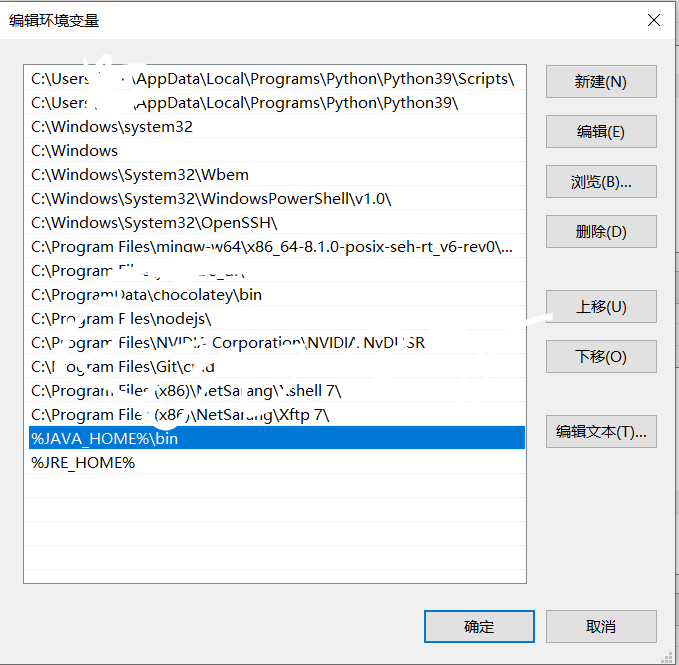 编辑环境变量
C:\Users \AppData\Local\Programs\Python\Python39\Scripts\
C:\Users \AppData\Local\Programs\Python\Python39\
C:\Windows\system32
C:\Windows
C:\Windows\System32\Wbem
C:\Windows\System32\WindowsPowerShell\v1.0\
C:\Windows\System32\OpenSSH\
C:\Program Files\mingw-w64\x86_64-8.1.0-posix-seh-rt_v6-rev0\...
C:\Program Files\
C:\ProgramData\chocolatey\bin
C:\Program Files\nodejs\
C:\Program Files\NVIDIA Corporation\NVIDIA NvDLISR
C:\Program Files\Git\cmd
C:\Program Files (x86)\NetSarang\Xshell 7\
C:\Program Files (x86)\NetSarang\Xftp 7\
%JAVA_HOME%\bin
%JRE_HOME%
新建(N)
编辑(E)
浏览(B)...
删除(D)
上移(U)
下移(O)
编辑文本(T)...
确定
取消